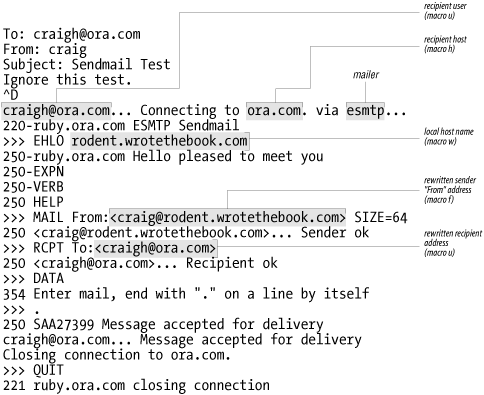 recipient user
(macro u)
To: craigh@ora.com
From: craig
Subject: Sendmail Test
Ignore this test.
^D
recipient host
(macro h)
mailer
craigh@ora.com... Connecting to ora.com. via esmtp...
220-ruby.ora.com ESMTP Sendmail
>>> EHLO rodent.wrotethebook.com
local host name
(macro w)
250-ruby.ora.com Hello pleased to meet you
250-EXPN
250-VERB
250 HELP
rewritten sender
"From" address
(macro f)
>>> MAIL From:<craig@rodent.wrotethebook.com> SIZE=64
250 <craig@rodent.wrotethebook.com>... Sender ok
>>> RCPT To:<craigh@ora.com>
rewritten recipient
address
(macro u)
250 <craigh@ora.com>... Recipient ok
>>> DATA
354 Enter mail, end with "." on a line by itself
>>> .
250 SAA27399 Message accepted for delivery
craigh@ora.com... Message accepted for delivery
Closing connection to ora.com.
>>> QUIT
221 ruby.ora.com closing connection